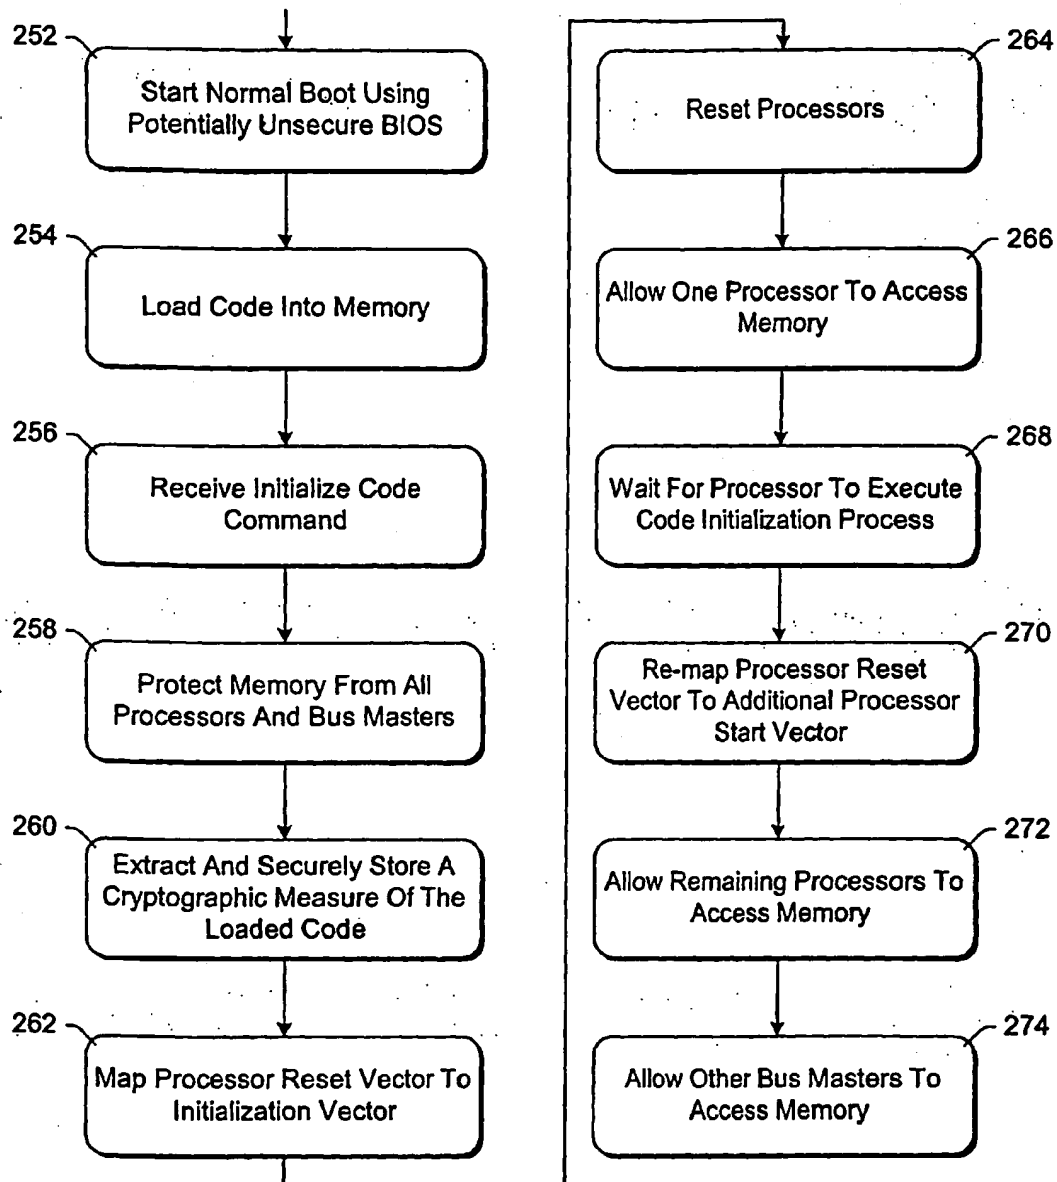 252
Start Normal Boot Using
Potentially Unsecure BIOS
254
Load Code Into Memory
256
Receive Initialize Code
Command
258
Protect Memory From All
Processors And Bus Masters
260
Extract And Securely Store A
Cryptographic Measure Of The
Loaded Code
262
Map Processor Reset Vector To
Initialization Vector
264
Reset Processors
266
Allow One Processor To Access
Memory
268
Wait For Processor To Execute
Code Initialization Process
270
Re-map Processor Reset
Vector To Additional Processor
Start Vector
272
Allow Remaining Processors To
Access Memory
274
Allow Other Bus Masters To
Access Memory